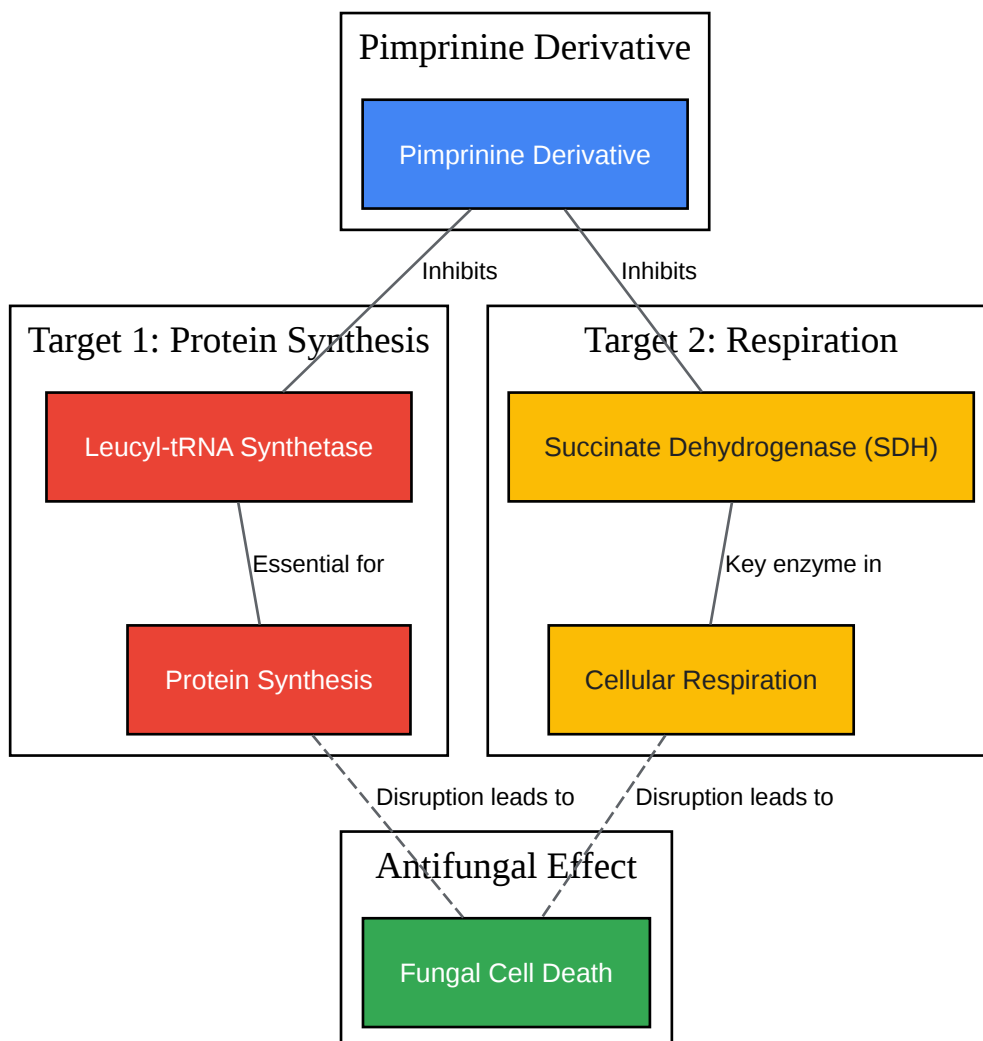 Pimprinine Derivative
Pimprinine Derivative
Inhibits
Inhibits
Target 1: Protein Synthesis
Target 2: Respiration
Leucyl-tRNA Synthetase
Succinate Dehydrogenase (SDH)
Essential for
Key enzyme in
Protein Synthesis
Cellular Respiration
Disruption leads to
Disruption leads to
Antifungal Effect
Fungal Cell Death